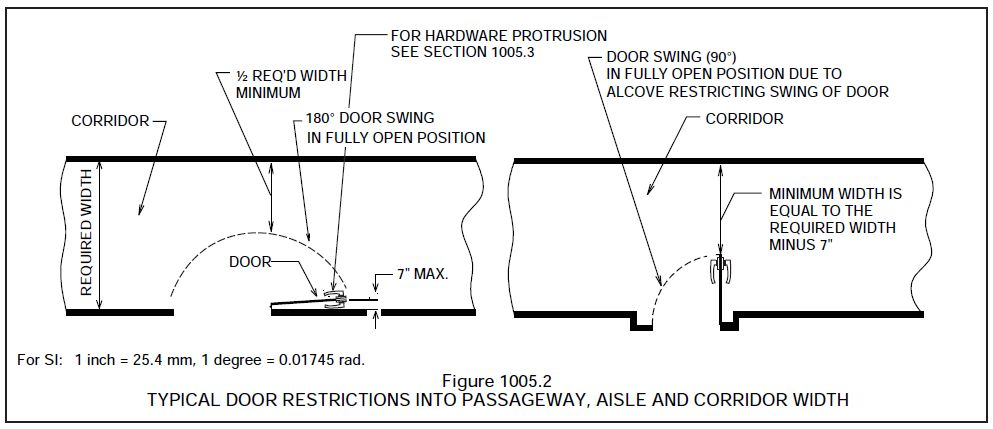 FOR HARDWARE PROTRUSION
SEE SECTION 1005.3
½ REQ'D WIDTH
MINIMUM
CORRIDOR
180° DOOR SWING
IN FULLY OPEN POSITION
REQUIRED WIDTH
DOOR
7" MAX.
DOOR SWING (90°)
IN FULLY OPEN POSITION DUE TO
ALCOVE RESTRICTING SWING OF DOOR
CORRIDOR
MINIMUM WIDTH IS
EQUAL TO THE
REQUIRED WIDTH
MINUS 7"
For SI: 1 inch = 25.4 mm, 1 degree = 0.01745 rad.
Figure 1005.2
TYPICAL DOOR RESTRICTIONS INTO PASSAGEWAY, AISLE AND CORRIDOR WIDTH